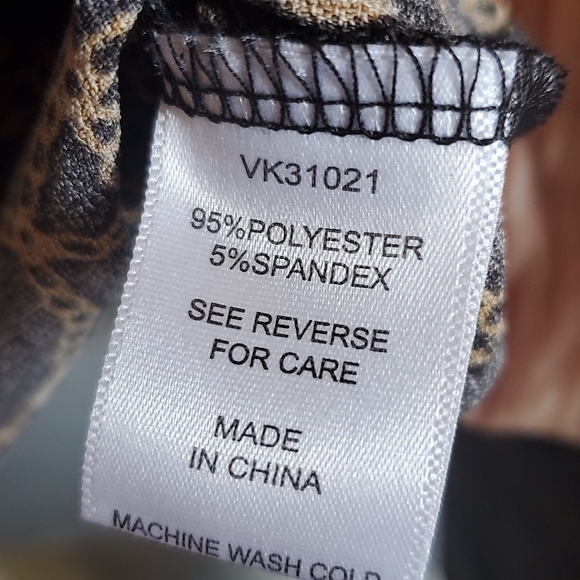 VK31021
95%POLYESTER
5%SPANDEX
SEE REVERSE
FOR CARE
MADE
IN CHINA
MACHINE WASH COLD